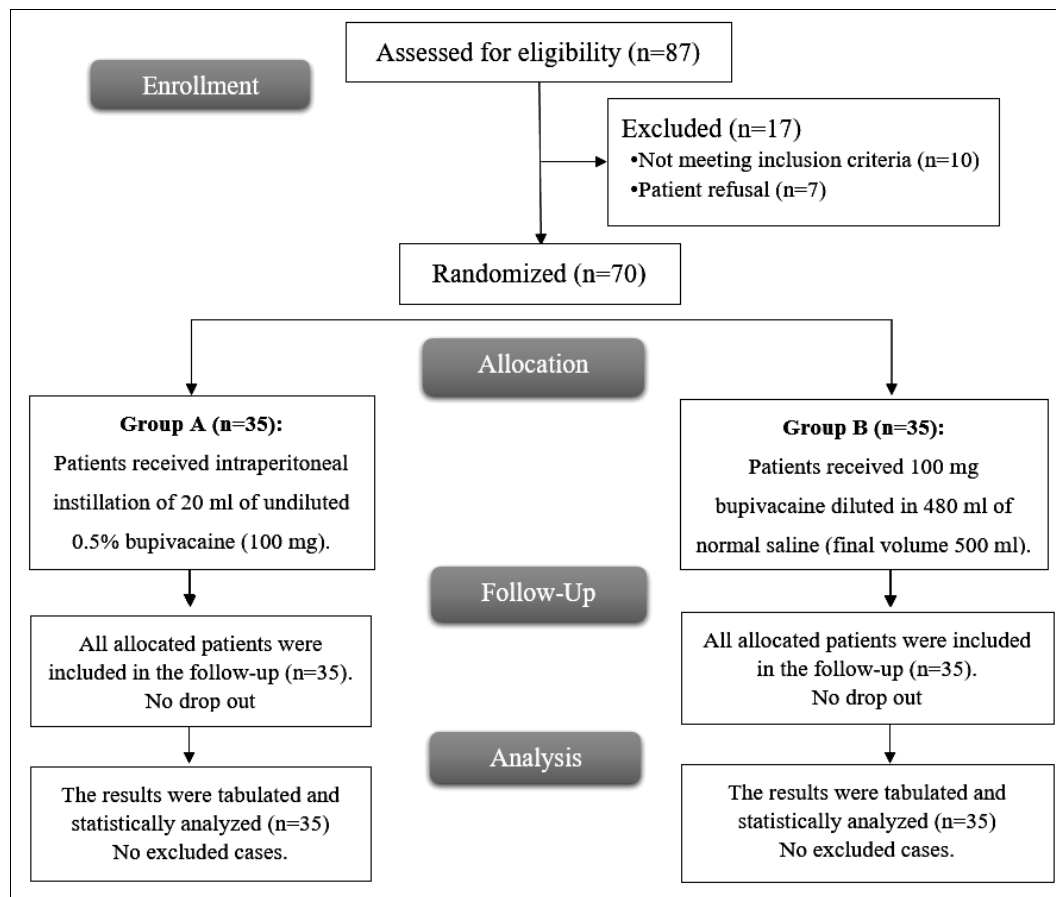 Assessed for eligibility (n=87)
Enrollment
Excluded (n=17)
•Not meeting inclusion criteria (n=10)
•Patient refusal (n=7)
Randomized (n=70)
Allocation
Group A (n=35):
Patients received intraperitoneal
instillation of 20 ml of undiluted
0.5% bupivacaine (100 mg).
Group B (n=35):
Patients received 100 mg
bupivacaine diluted in 480 ml of
normal saline (final volume 500 ml).
Follow-Up
All allocated patients were
included in the follow-up (n=35).
No drop out
All allocated patients were included
in the follow-up (n=35).
No drop out
Analysis
The results were tabulated and
statistically analyzed (n=35)
No excluded cases.
The results were tabulated and
statistically analyzed (n=35)
No excluded cases.